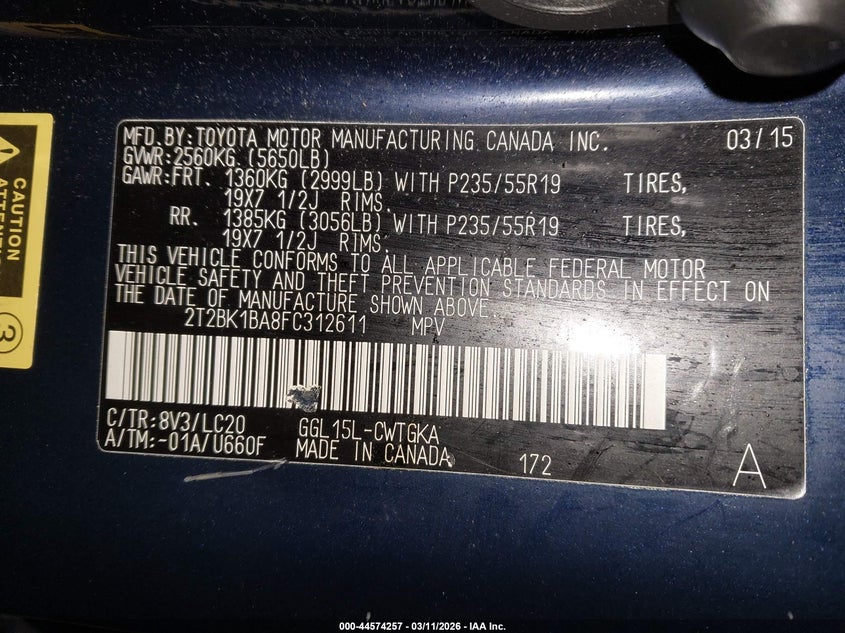 MFD.BY:TOYOTA MOTOR MANUFACTURING CANADA INC. 03/15
GVWR:2560KG (5650LB)
GAWR:FRT. 1360KG (2999LB) WITH P235/55R19 TIRES,
19X7 1/2J RIMS.
RR. 1385KG (3056LB) WITH P235/55R19 TIRES,
19X7 1/2J RIMS.
THIS VEHICLE CONFORMS TO ALL APPLICABLE FEDERAL MOTOR
VEHICLE SAFETY AND THEFT PREVENTION STANDARDS IN EFFECT ON
THE DATE OF MANUFACTURE SHOWN ABOVE.
2T2BK1BA8FC312611 MPV
C/TR:8V3/LC20 GGL15L-CWTGKA
A/TM:-01A/U660F MADE IN CANADA 172 A
CAUTION
3
000-44574257 - 03/11/2026 - IAA Inc.